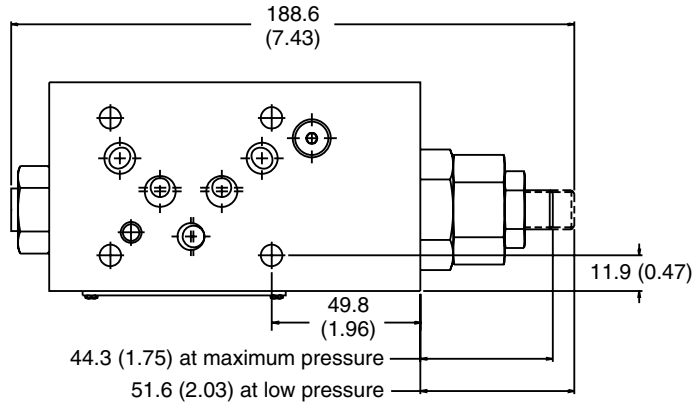 188.6
(7.43)
11.9 (0.47)
49.8
(1.96)
44.3 (1.75) at maximum pressure
51.6 (2.03) at low pressure